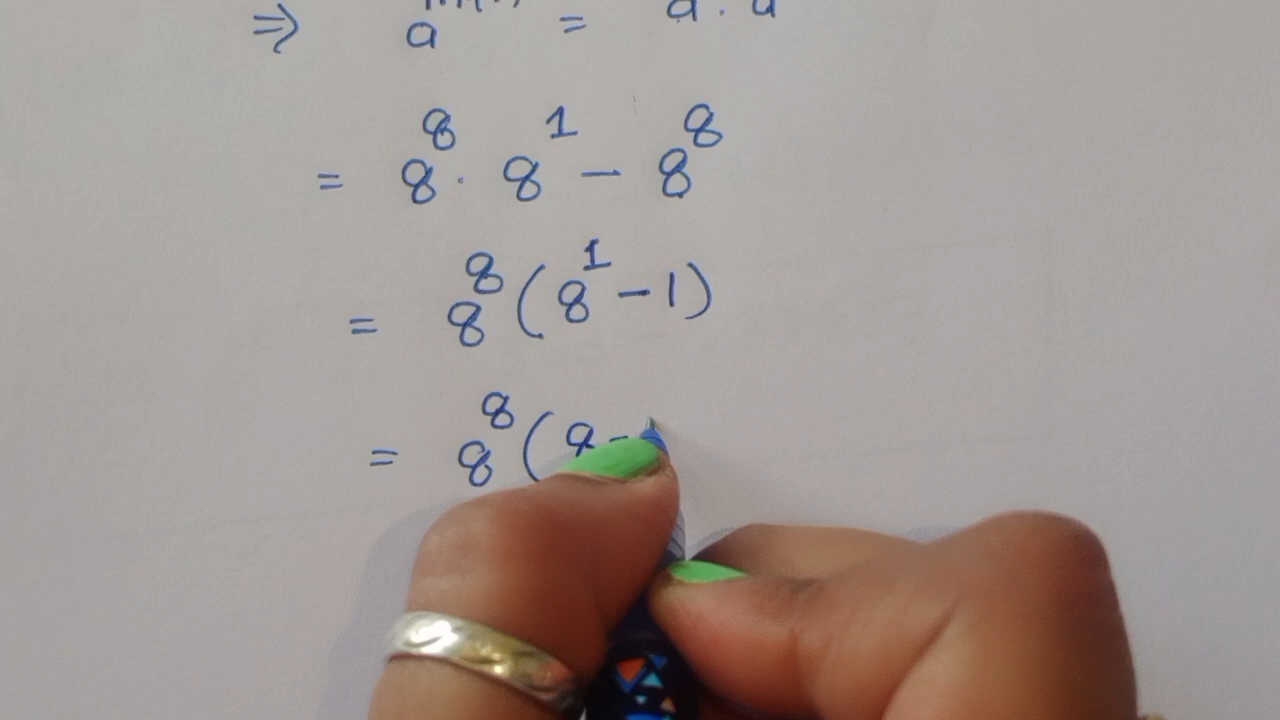 ⇒ a = a . a
= 8⁸ . 8¹ - 8⁸
= 8⁸ (8¹ - 1)
= 8⁸ (8 -